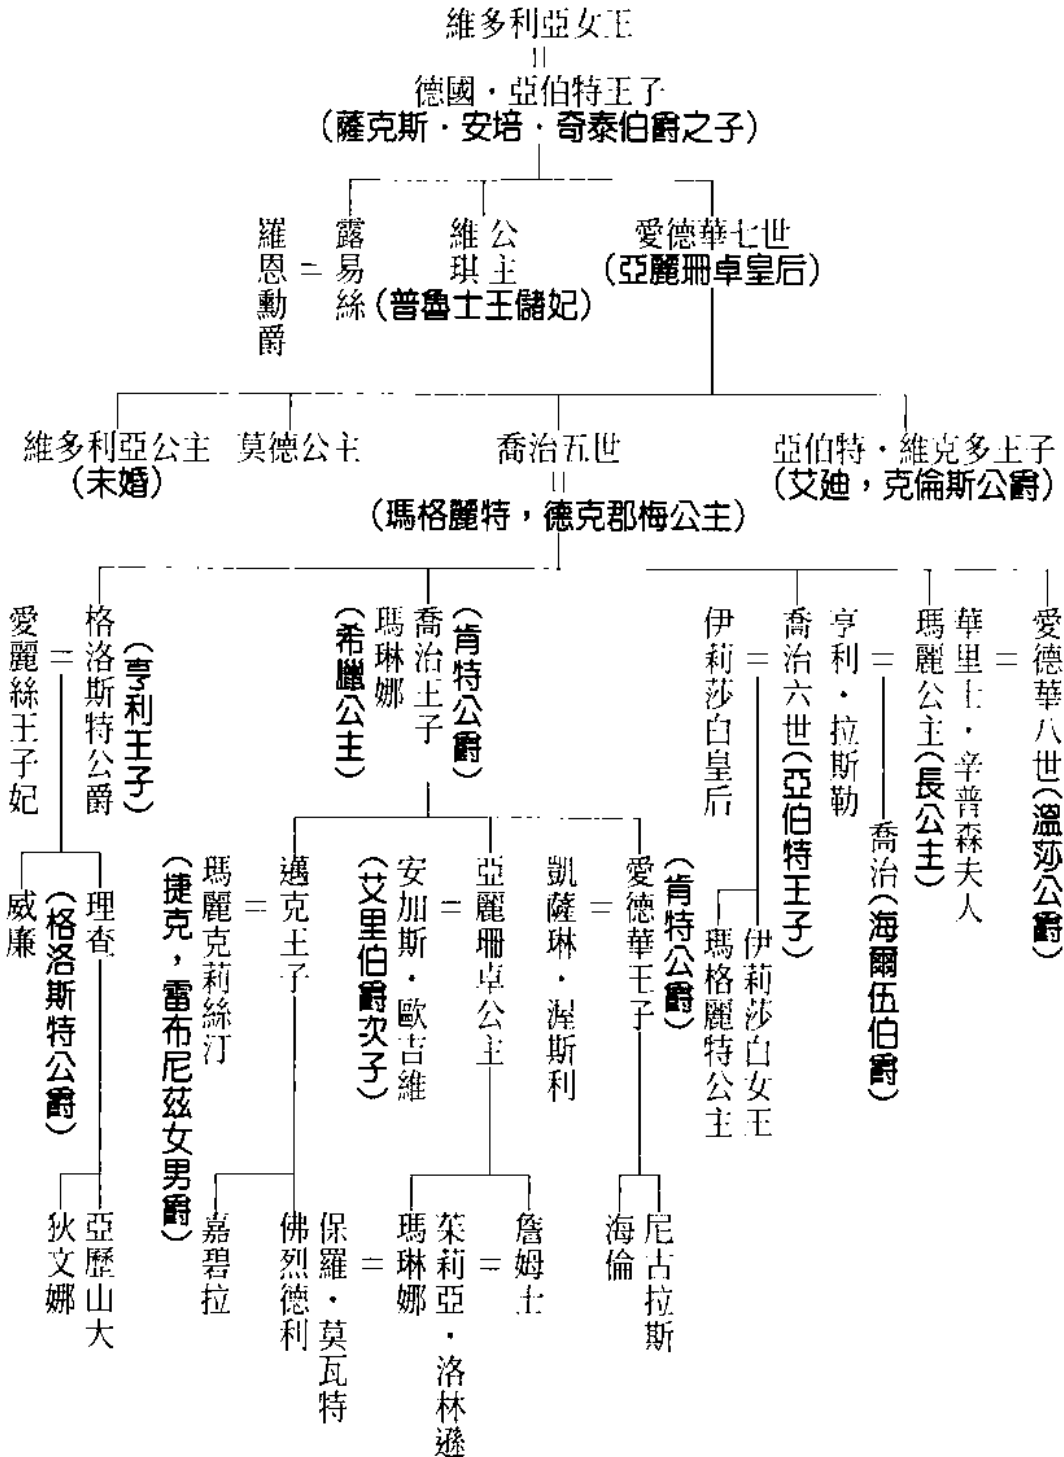 維多利亞女王
=
德國・亞伯特王子
(薩克斯・安培・奇泰伯爵之子)
羅恩勳爵
=
露易絲
維琪
公主
(普魯士王儲妃)
愛德華七世
(亞麗珊卓皇后)
維多利亞公主
(未婚)
莫德公主
喬治五世
=
(瑪格麗特,德克郡梅公主)
亞伯特・維克多王子
(艾迪,克倫斯公爵)
愛麗絲王子妃
=
格洛斯特公爵
(亨利王子)
(希臘公主)
瑪琳娜
喬治王子
(肯特公爵)
伊莉莎白皇后
=
喬治六世(亞伯特王子)
亨利・拉斯勒
=
瑪麗公主(長公主)
華里士・辛普森夫人
=
愛德華八世(溫莎公爵)
喬治(海爾伍伯爵)
威廉
理查
(格洛斯特公爵)
(捷克,雷布尼茲女男爵)
瑪麗克莉絲汀
=
邁克王子
(艾里伯爵次子)
安加斯・歐吉維
=
亞麗珊卓公主
凱薩琳・渥斯利
=
愛德華王子
(肯特公爵)
瑪格麗特公主
伊莉莎白女王
狄文娜
亞歷山大
嘉碧拉
佛烈德利
保羅・莫瓦特
=
瑪琳娜
茱莉亞・洛林遜
=
詹姆士
海倫
尼古拉斯